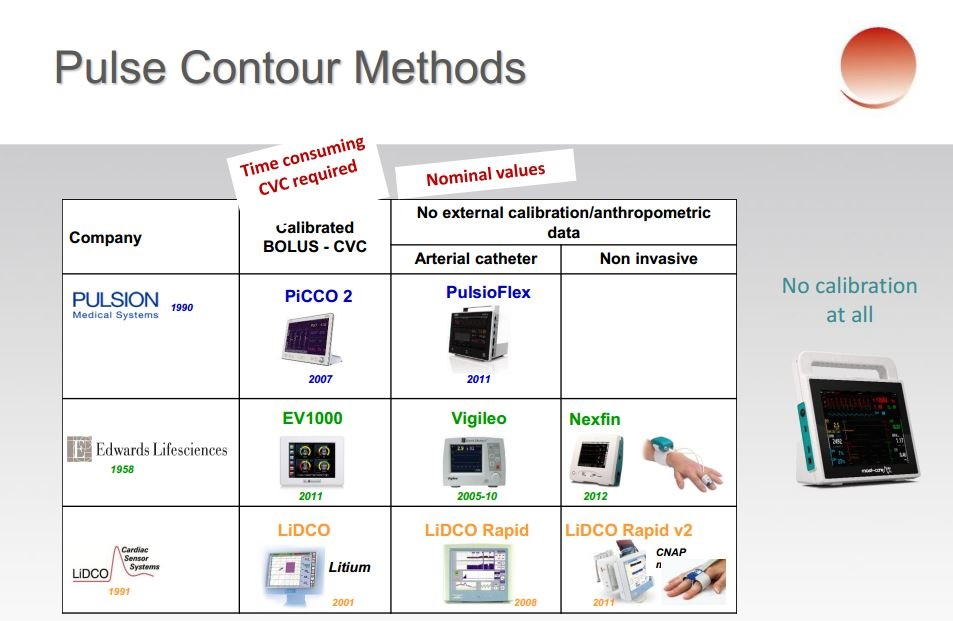 Pulse Contour Methods
Time consuming
CVC required
Nominal values
Company
Calibrated
BOLUS - CVC
No external calibration/anthropometric
data
Arterial catheter
Non invasive
PULSION
Medical Systems
1990
PiCCO 2
2007
PulsioFlex
2011
No calibration
at all
most-care
Edwards Lifesciences
1958
EV1000
2011
Vigileo
2005-10
Nexfin
2012
LiDCO
Cardiac
Sensor
Systems
1991
LiDCO
Litium
2001
LiDCO Rapid
2008
LiDCO Rapid v2
CNAP
n
2011